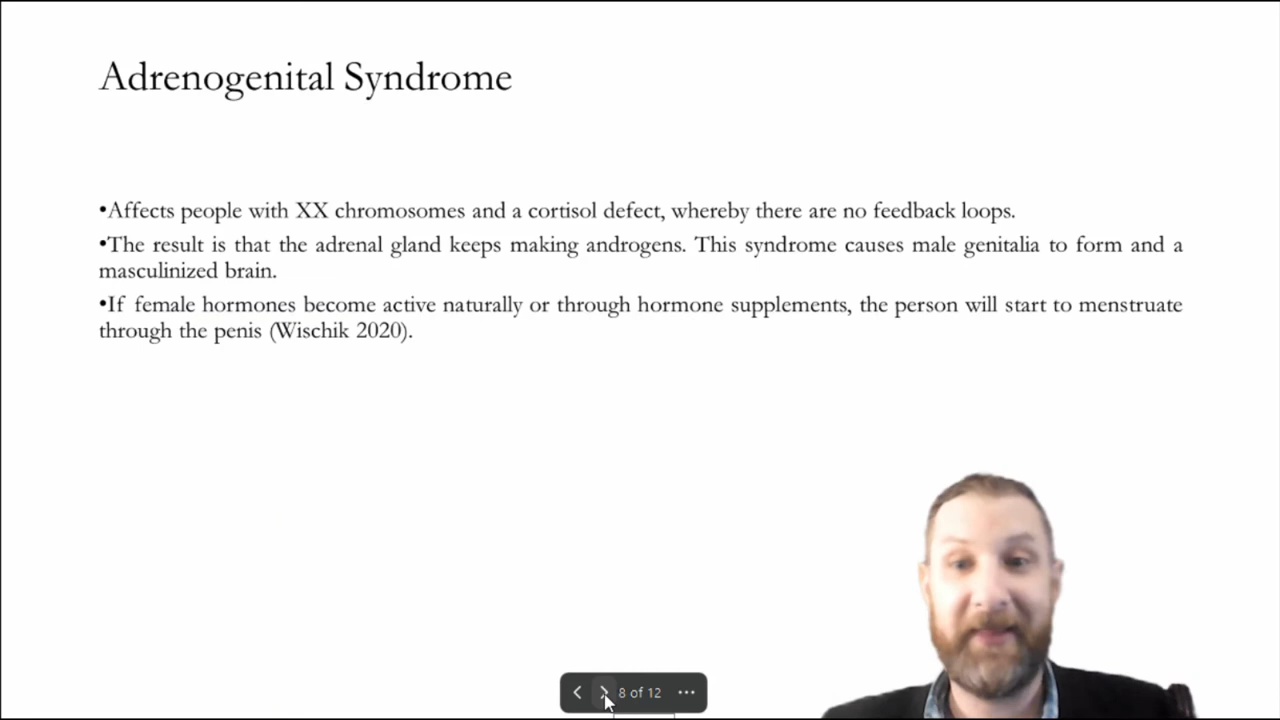 Adrenogenital Syndrome
•Affects people with XX chromosomes and a cortisol defect, whereby there are no feedback loops.
•The result is that the adrenal gland keeps making androgens. This syndrome causes male genitalia to form and a
masculinized brain.
•If female hormones become active naturally or through hormone supplements, the person will start to menstruate
through the penis (Wischik 2020).
8 of 12